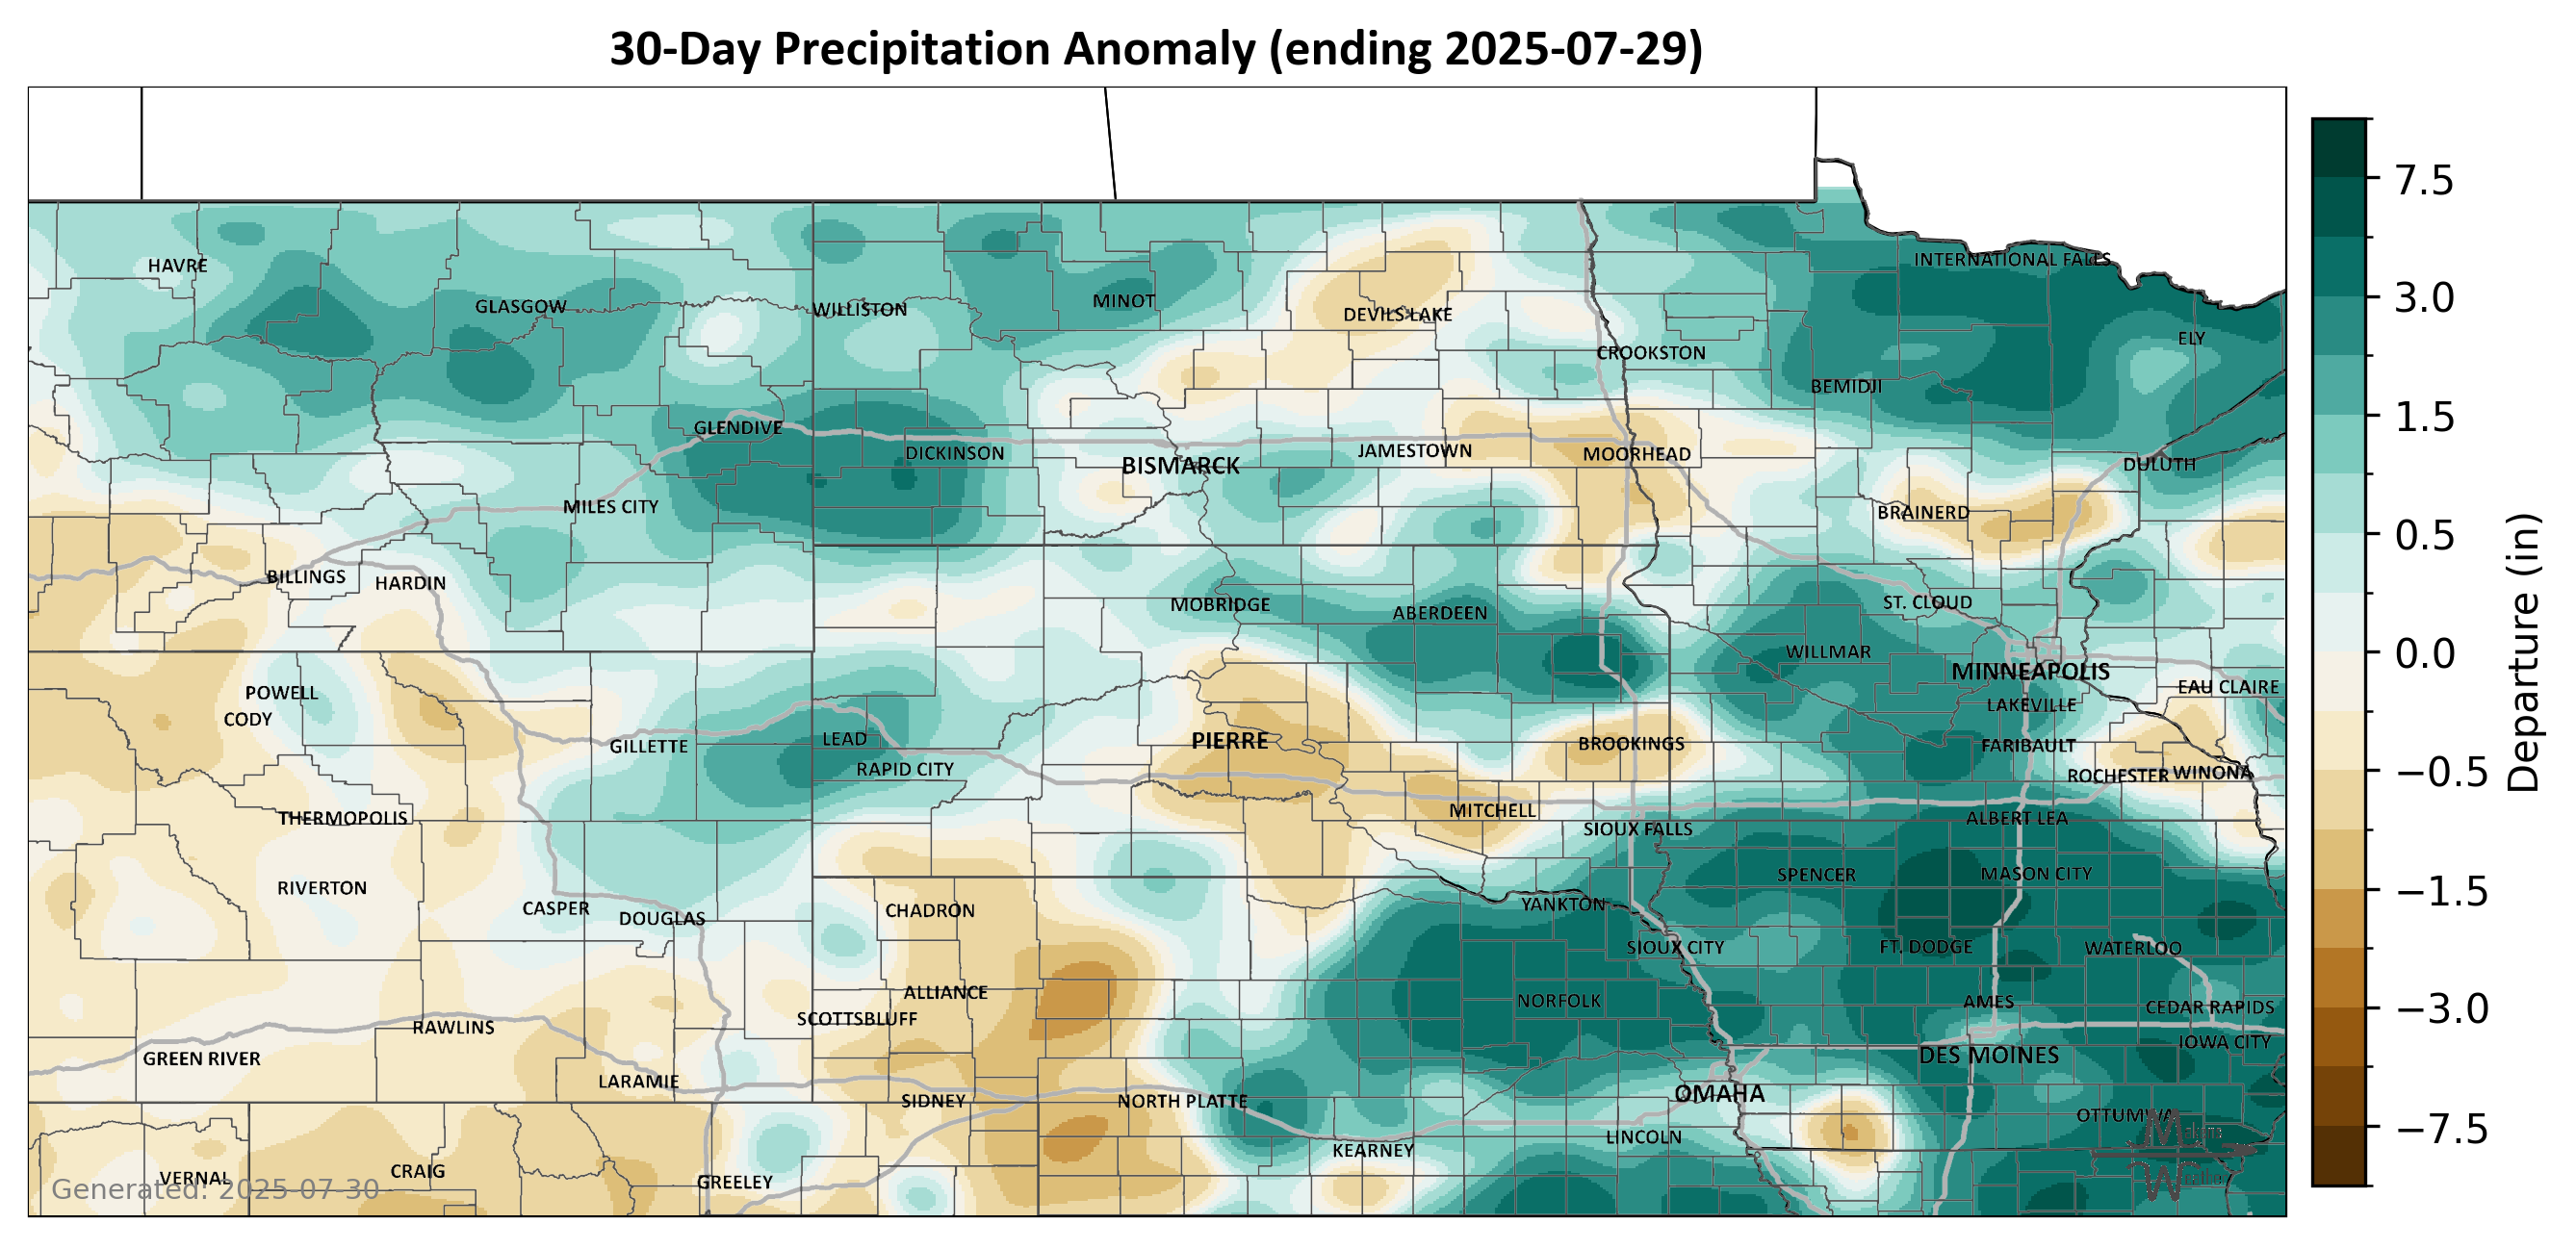 30-Day Precipitation Anomaly (ending 2025-07-29)
INTERNATIONAL FALLS
HAVRE
MINOT
GLASGOW
WILLISTON
DEVILS LAKE
ELY
CROOKSTON
BEMIDJI
GLENDIVE
DICKINSON
JAMESTOWN
MOORHEAD
BISMARCK
DULUTH
MILES CITY
BRAINERD
BILLINGS
HARDIN
MOBRIDGE
ABERDEEN
ST. CLOUD
WILLMAR
MINNEAPOLIS
POWELL
EAU CLAIRE
CODY
LAKEVILLE
GILLETTE
LEAD
PIERRE
BROOKINGS
FARIBAULT
RAPID CITY
ROCHESTER
WINONA
MITCHELL
THERMOPOLIS
ALBERT LEA
SIOUX FALLS
SPENCER
MASON CITY
RIVERTON
CASPER
DOUGLAS
CHADRON
YANKTON
SIOUX CITY
FT. DODGE
WATERLOO
ALLIANCE
NORFOLK
AMES
CEDAR RAPIDS
SCOTTSBLUFF
RAWLINS
IOWA CITY
GREEN RIVER
DES MOINES
LARAMIE
OMAHA
SIDNEY
NORTH PLATTE
OTTUMWA
LINCOLN
KEARNEY
CRAIG
VERNAL
GREELEY
Generated: 2025-07-30
7.5
3.0
1.5
0.5
0.0
−0.5
−1.5
−3.0
−7.5
Departure (in)